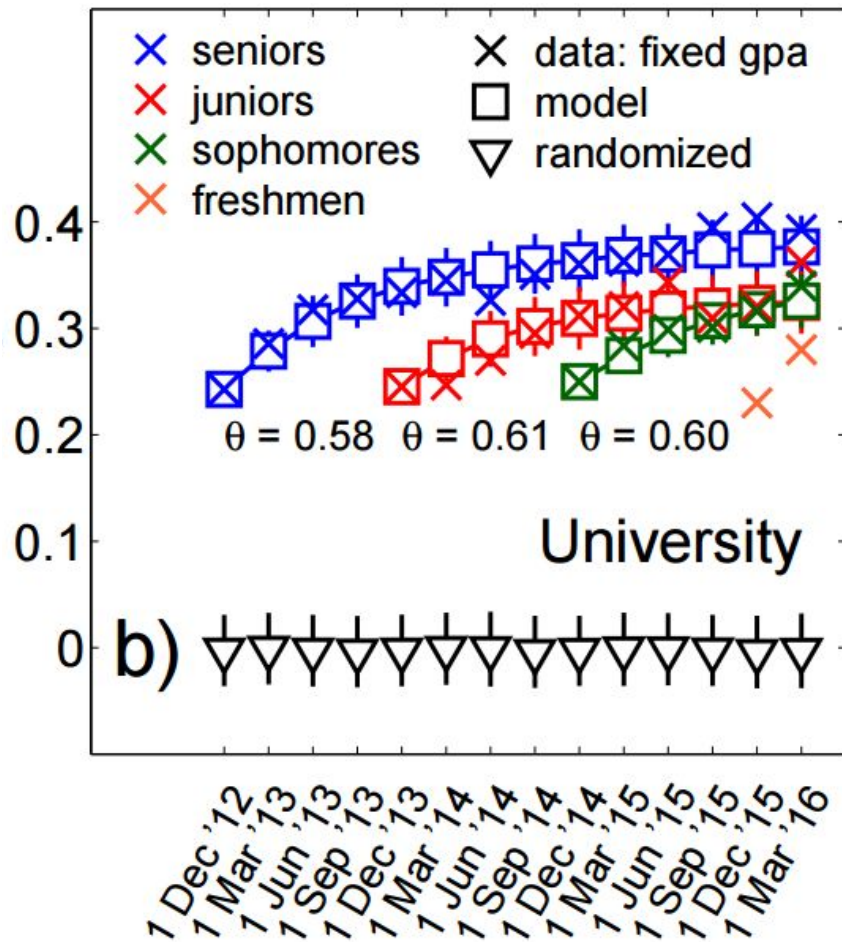 seniors
juniors
sophomores
freshmen
data: fixed gpa
model
randomized
0.4
0.3
0.2
0.1
0
θ = 0.58
θ = 0.61
θ = 0.60
University
b)
1 Dec '12
1 Mar '13
1 Jun '13
1 Sep '13
1 Dec '13
1 Mar '14
1 Jun '14
1 Sep '14
1 Dec '14
1 Mar '15
1 Jun '15
1 Sep '15
1 Dec '15
1 Mar '16